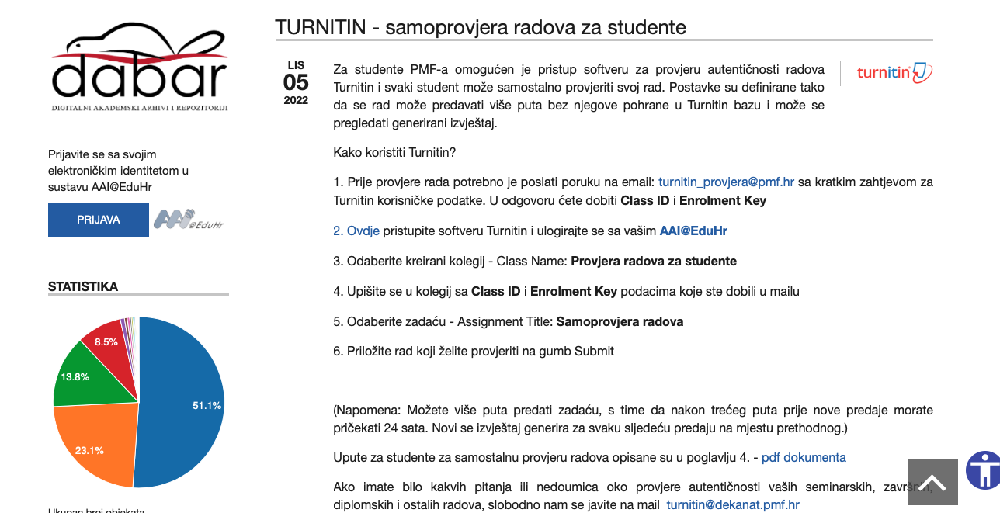 dabar
DIGITALNI AKADEMSKI ARHIVI I REPOZITORIJI
Prijavite se sa svojim
elektroničkim identitetom u
sustavu AAI@EduHr
PRIJAVA
AAI@EduHr
STATISTIKA
8.5%
13.8%
51.1%
23.1%
Ukupan broj objekata
TURNITIN - samoprovjera radova za studente
LIS
05
2022
turnitin
Za studente PMF-a omogućen je pristup softveru za provjeru autentičnosti radova
Turnitin i svaki student može samostalno provjeriti svoj rad. Postavke su definirane tako
da se rad može predavati više puta bez njegove pohrane u Turnitin bazu i može se
pregledati generirani izvještaj.
Kako koristiti Turnitin?
1. Prije provjere rada potrebno je poslati poruku na email: turnitin_provjera@pmf.hr sa kratkim zahtjevom za
Turnitin korisničke podatke. U odgovoru ćete dobiti Class ID i Enrolment Key
2. Ovdje pristupite softveru Turnitin i ulogirajte se sa vašim AAI@EduHr
3. Odaberite kreirani kolegij - Class Name: Provjera radova za studente
4. Upišite se u kolegij sa Class ID i Enrolment Key podacima koje ste dobili u mailu
5. Odaberite zadaću - Assignment Title: Samoprovjera radova
6. Priložite rad koji želite provjeriti na gumb Submit
(Napomena: Možete više puta predati zadaću, s time da nakon trećeg puta prije nove predaje morate
pričekati 24 sata. Novi se izvještaj generira za svaku sljedeću predaju na mjestu prethodnog.)
Upute za studente za samostalnu provjeru radova opisane su u poglavlju 4. - pdf dokumenta
Ako imate bilo kakvih pitanja ili nedoumica oko provjere autentičnosti vaših seminarskih, završnih,
diplomskih i ostalih radova, slobodno nam se javite na mail turnitin@dekanat.pmf.hr